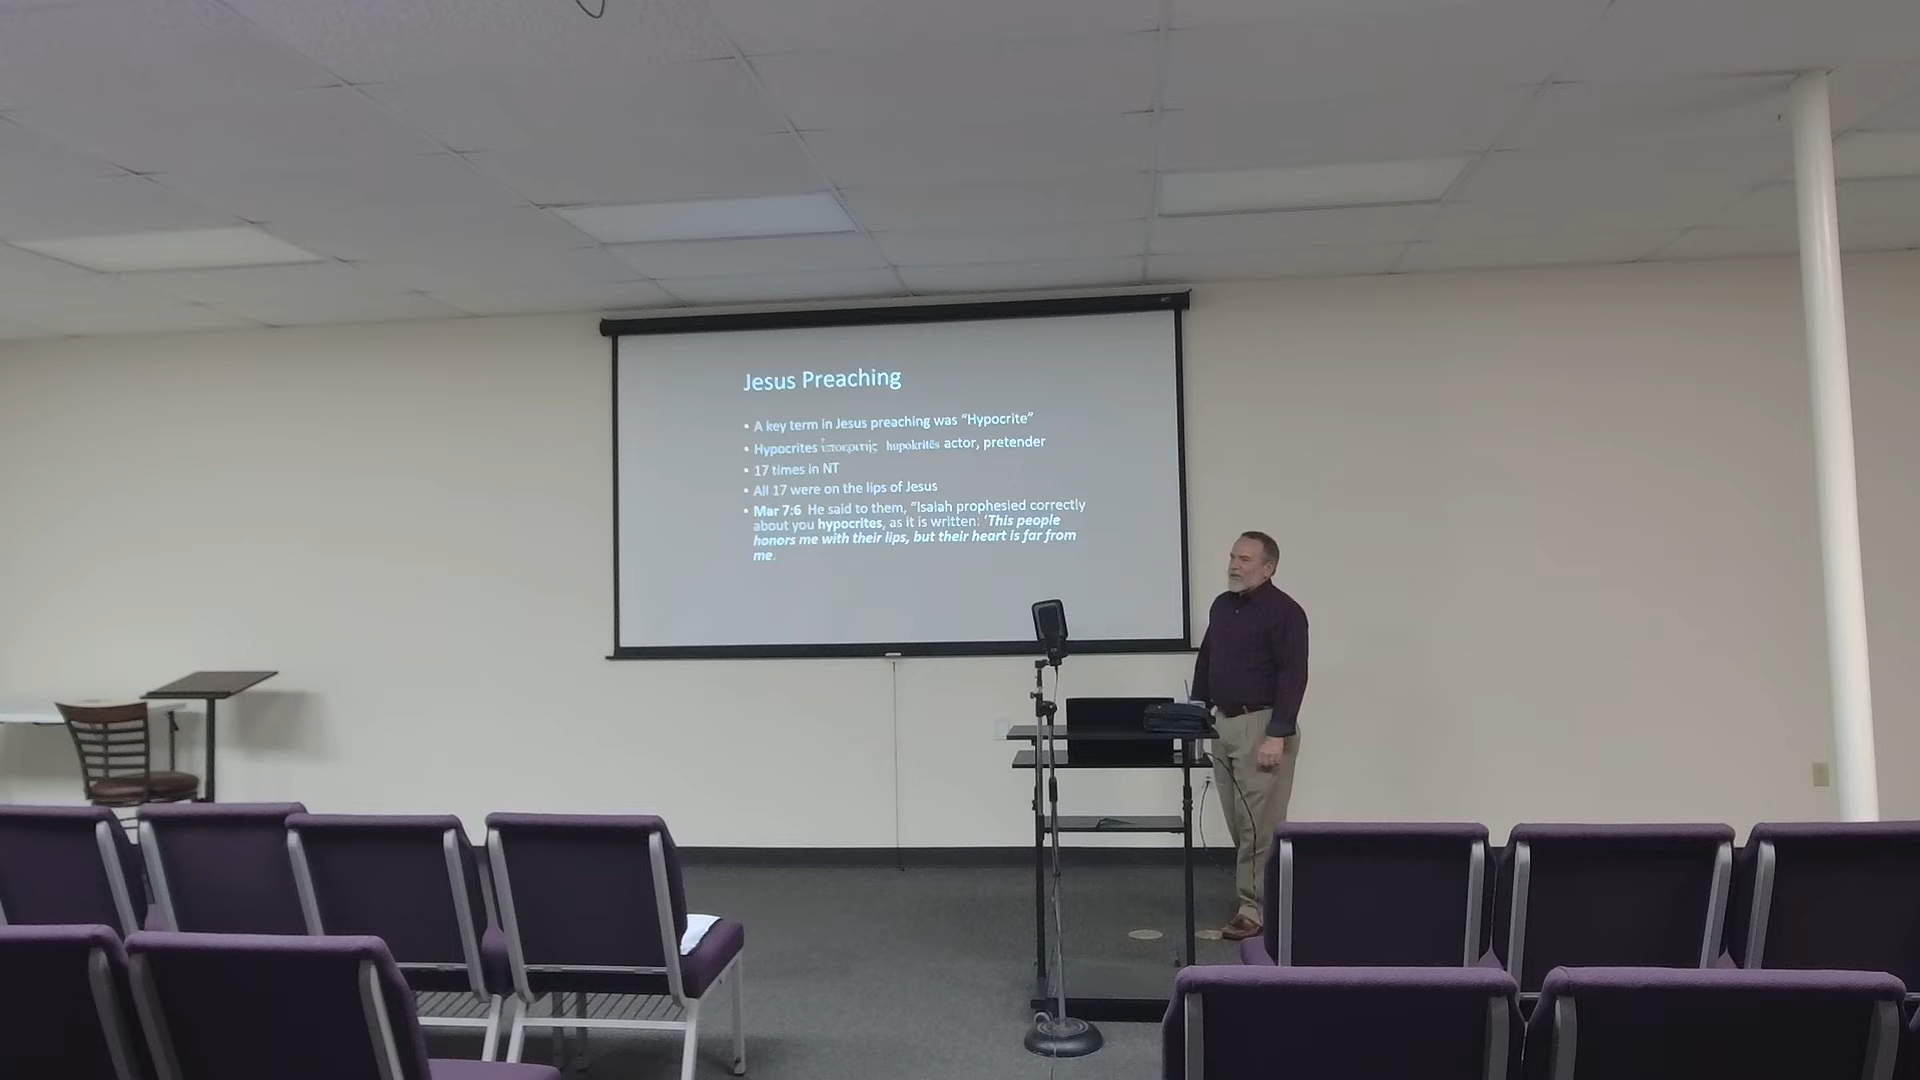 Jesus Preaching
• A key term in Jesus preaching was “Hypocrite”
• Hypocrites ὑποκριτής hupokritēs actor, pretender
• 17 times in NT
• All 17 were on the lips of Jesus
• Mar 7:6 He said to them, “Isaiah prophesied correctly
about you hypocrites, as it is written: ‘This people
honors me with their lips, but their heart is far from
me.